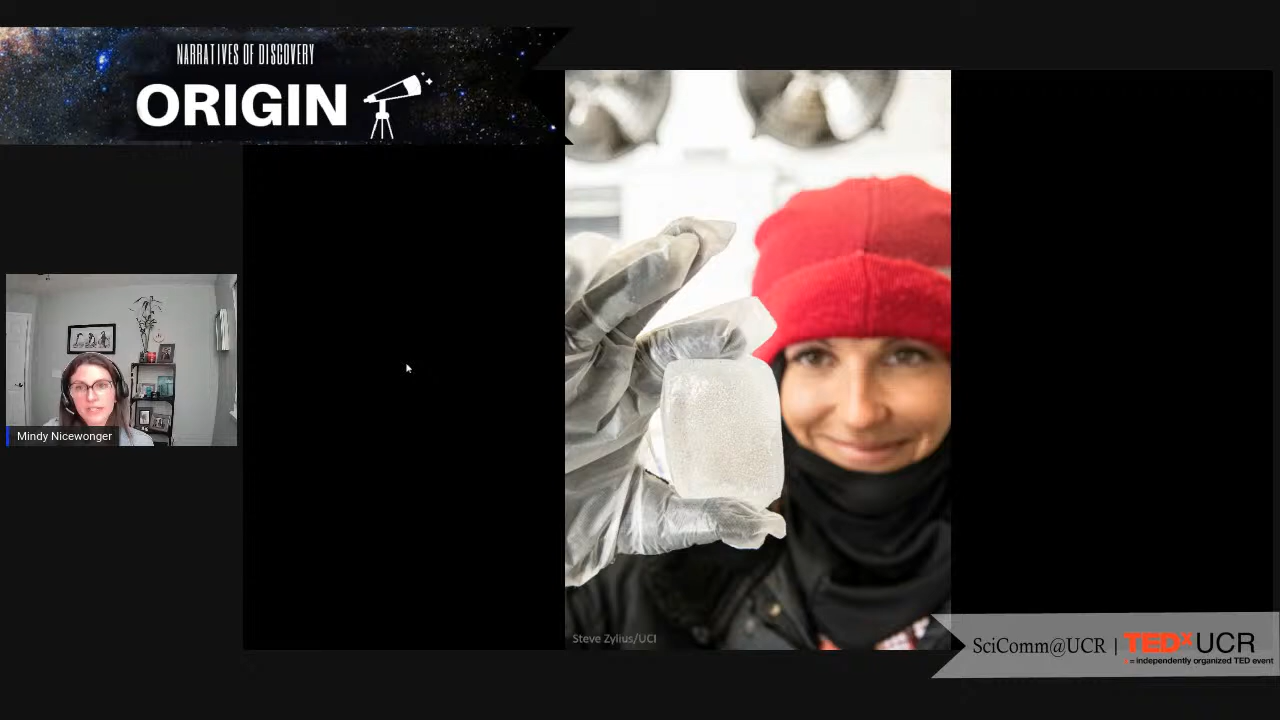 NARRATIVES OF DISCOVERY
ORIGIN
Mindy Nicewonger
Steve Zylius/UCI
SciComm@UCR | TEDxUCR
x = independently organized TED event